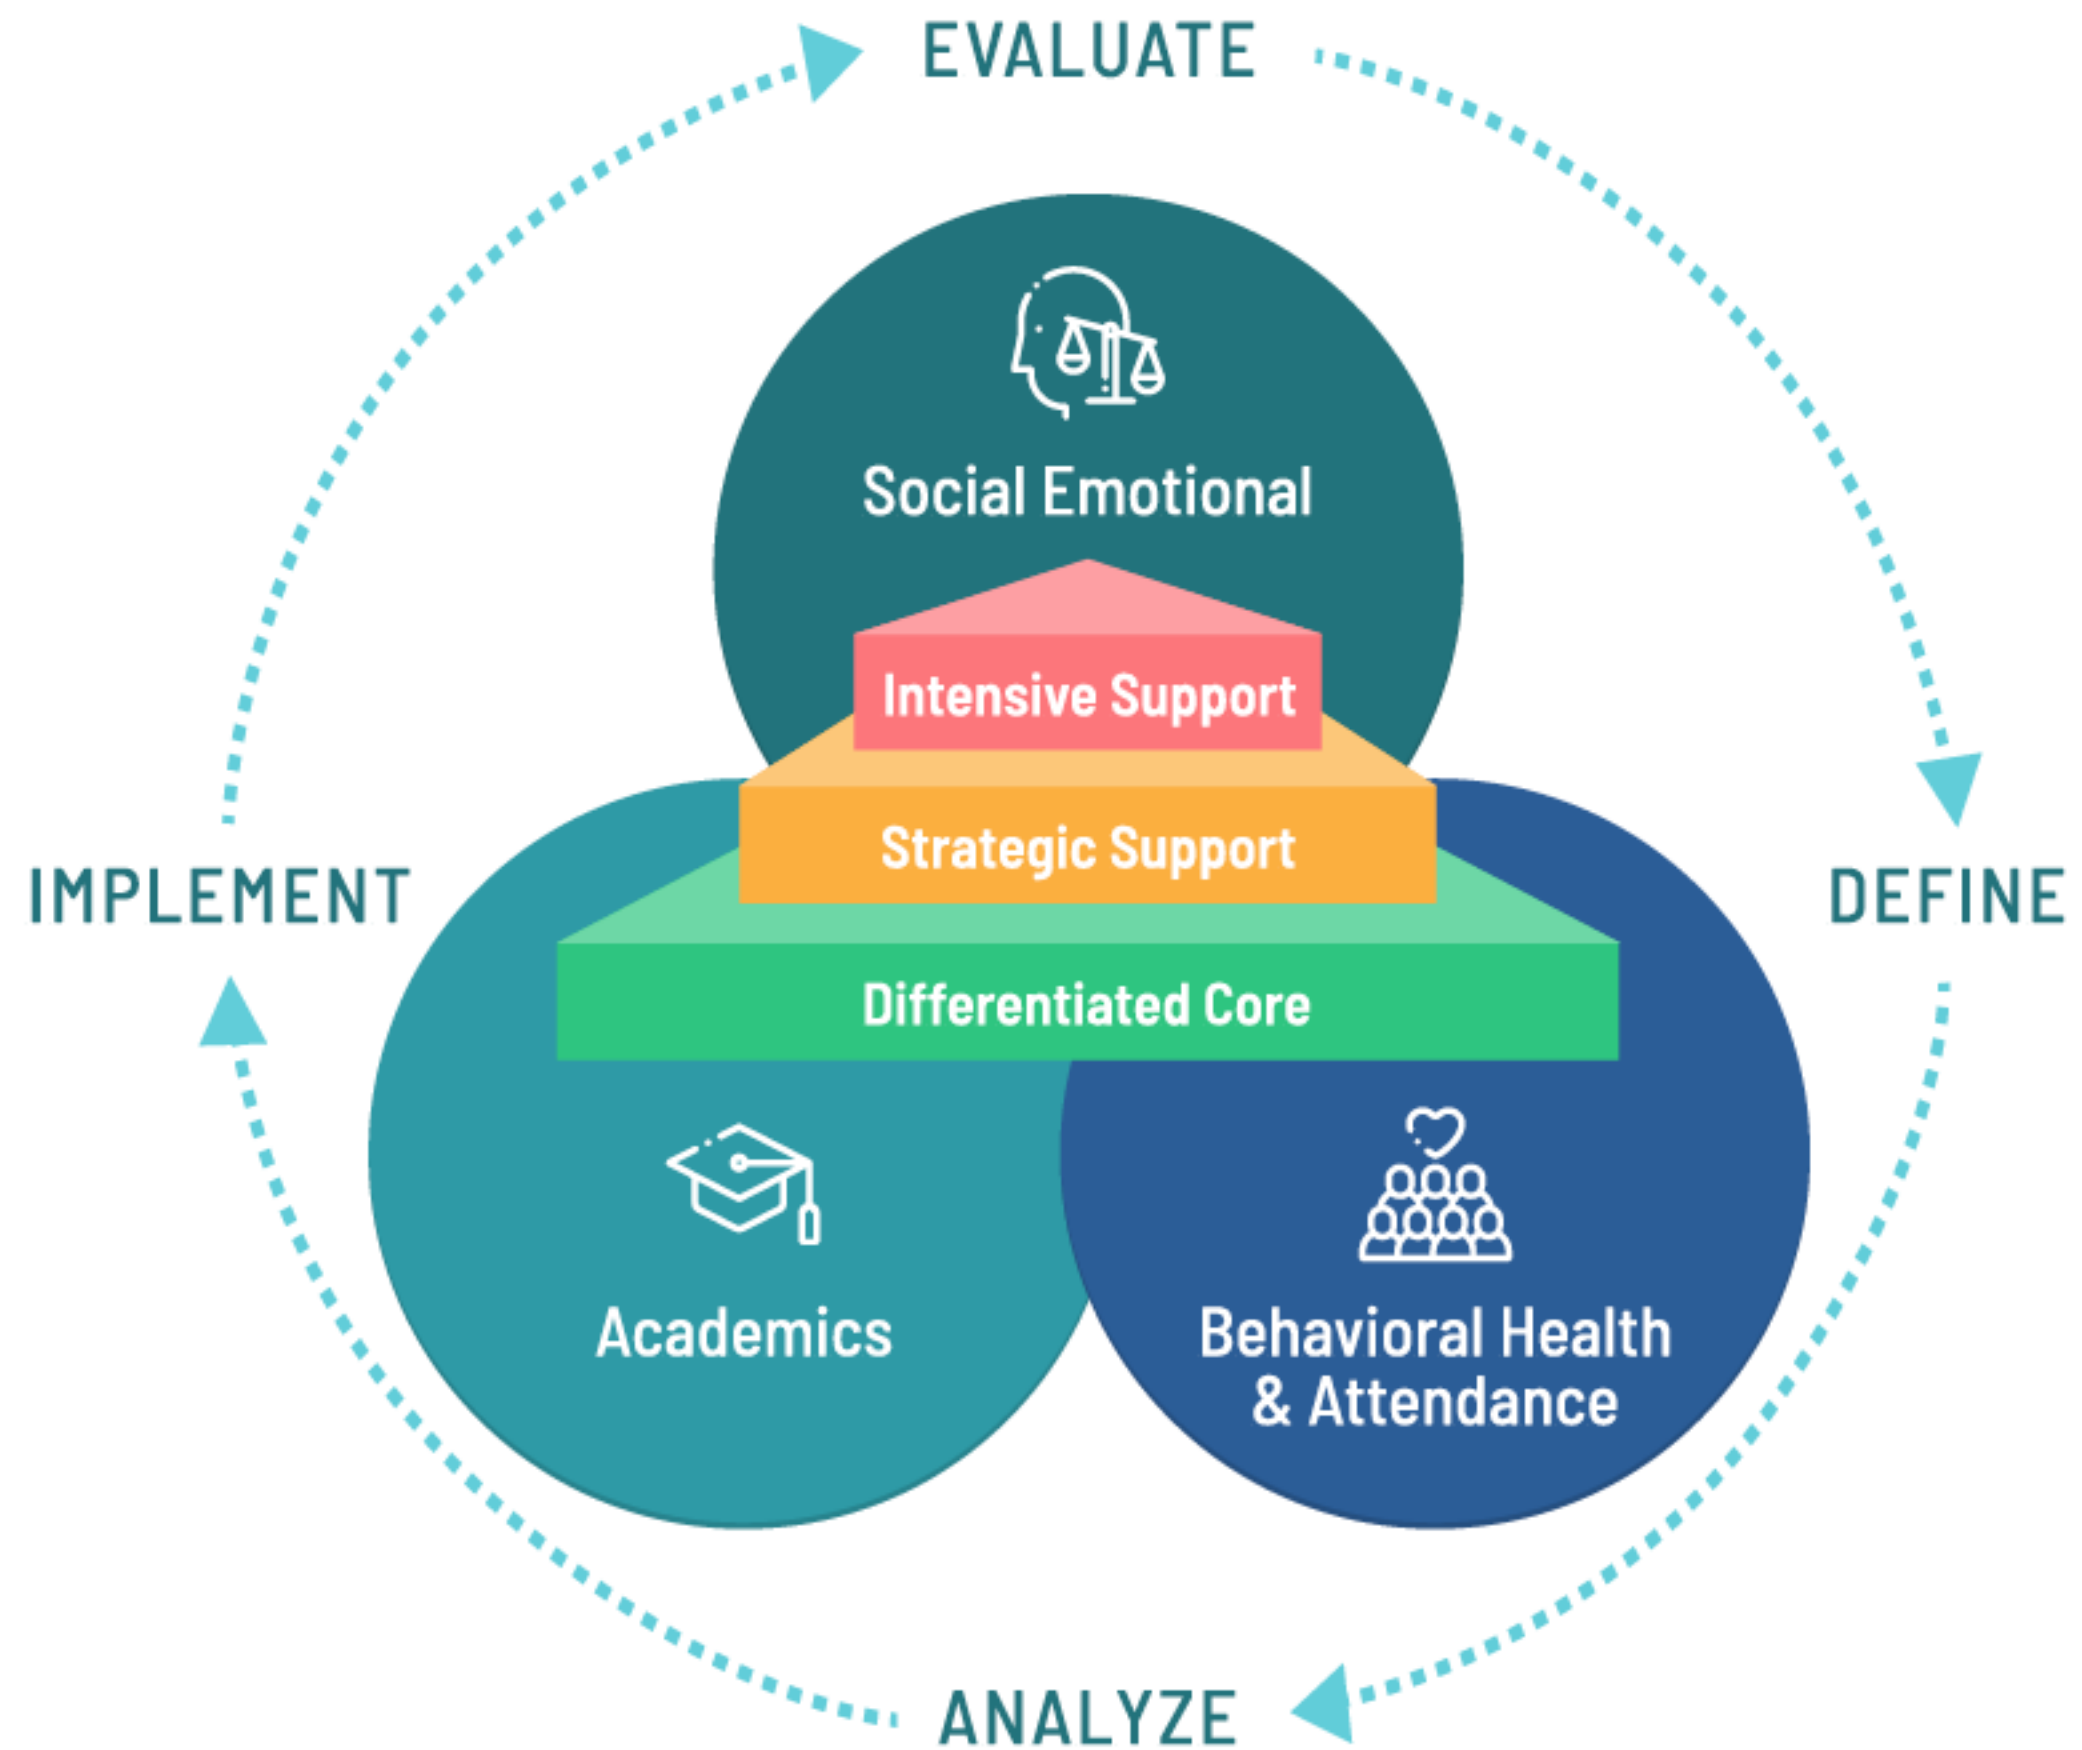 EVALUATE
Social Emotional
Intensive Support
Strategic Support
IMPLEMENT
DEFINE
Differentiated Core
Academics
Behavioral Health
& Attendance
ANALYZE